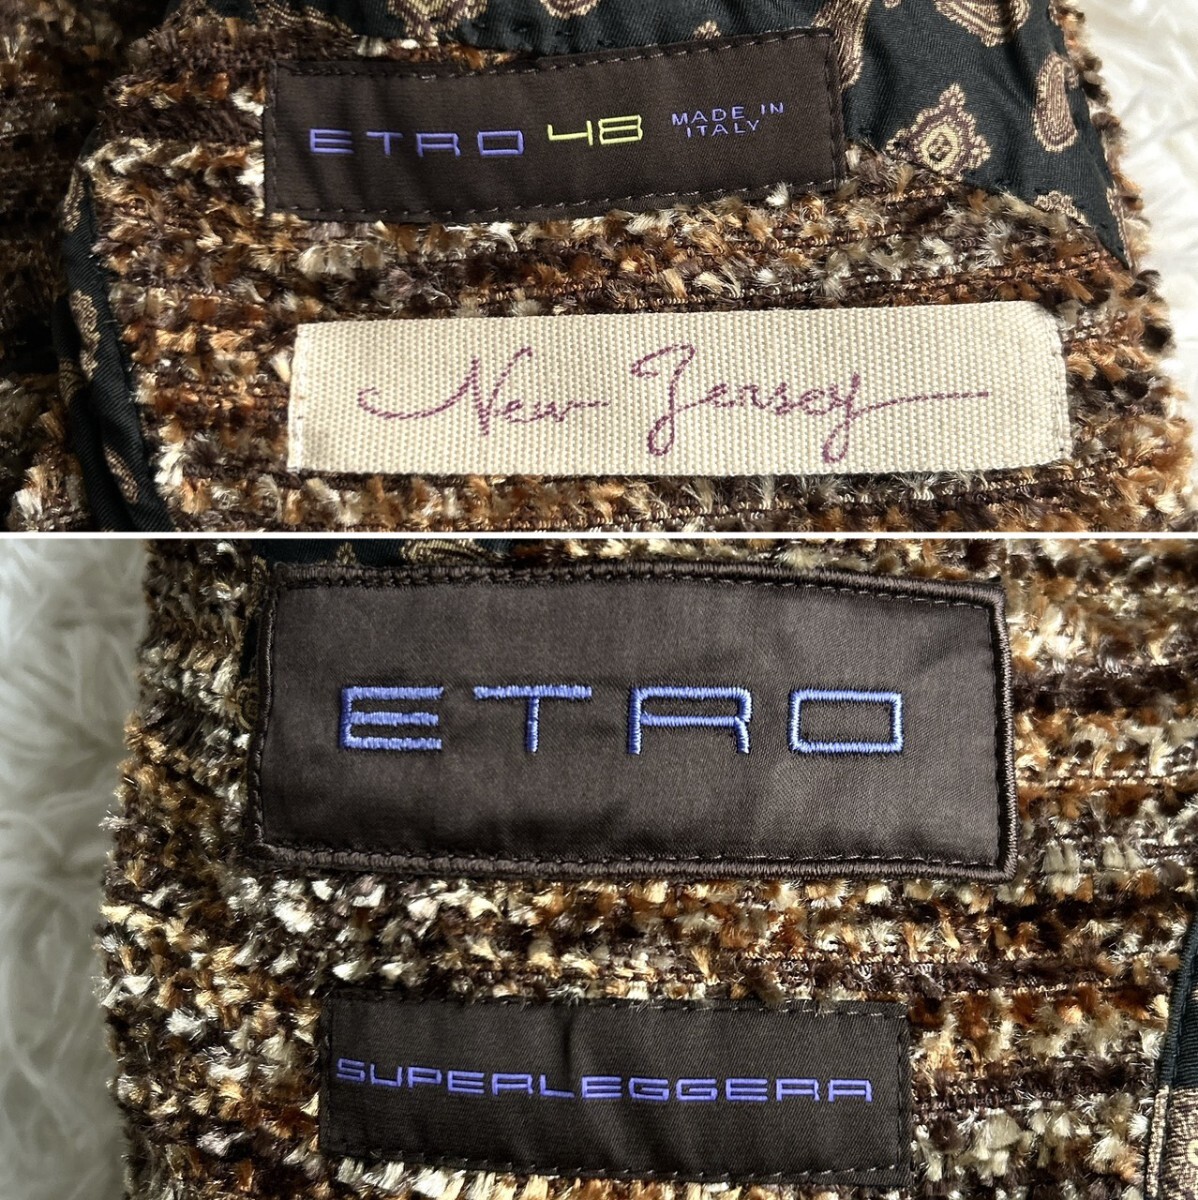 ETRO 48 MADE IN
ITALY
New Jersey
ETRO
SUPERLEGGERA